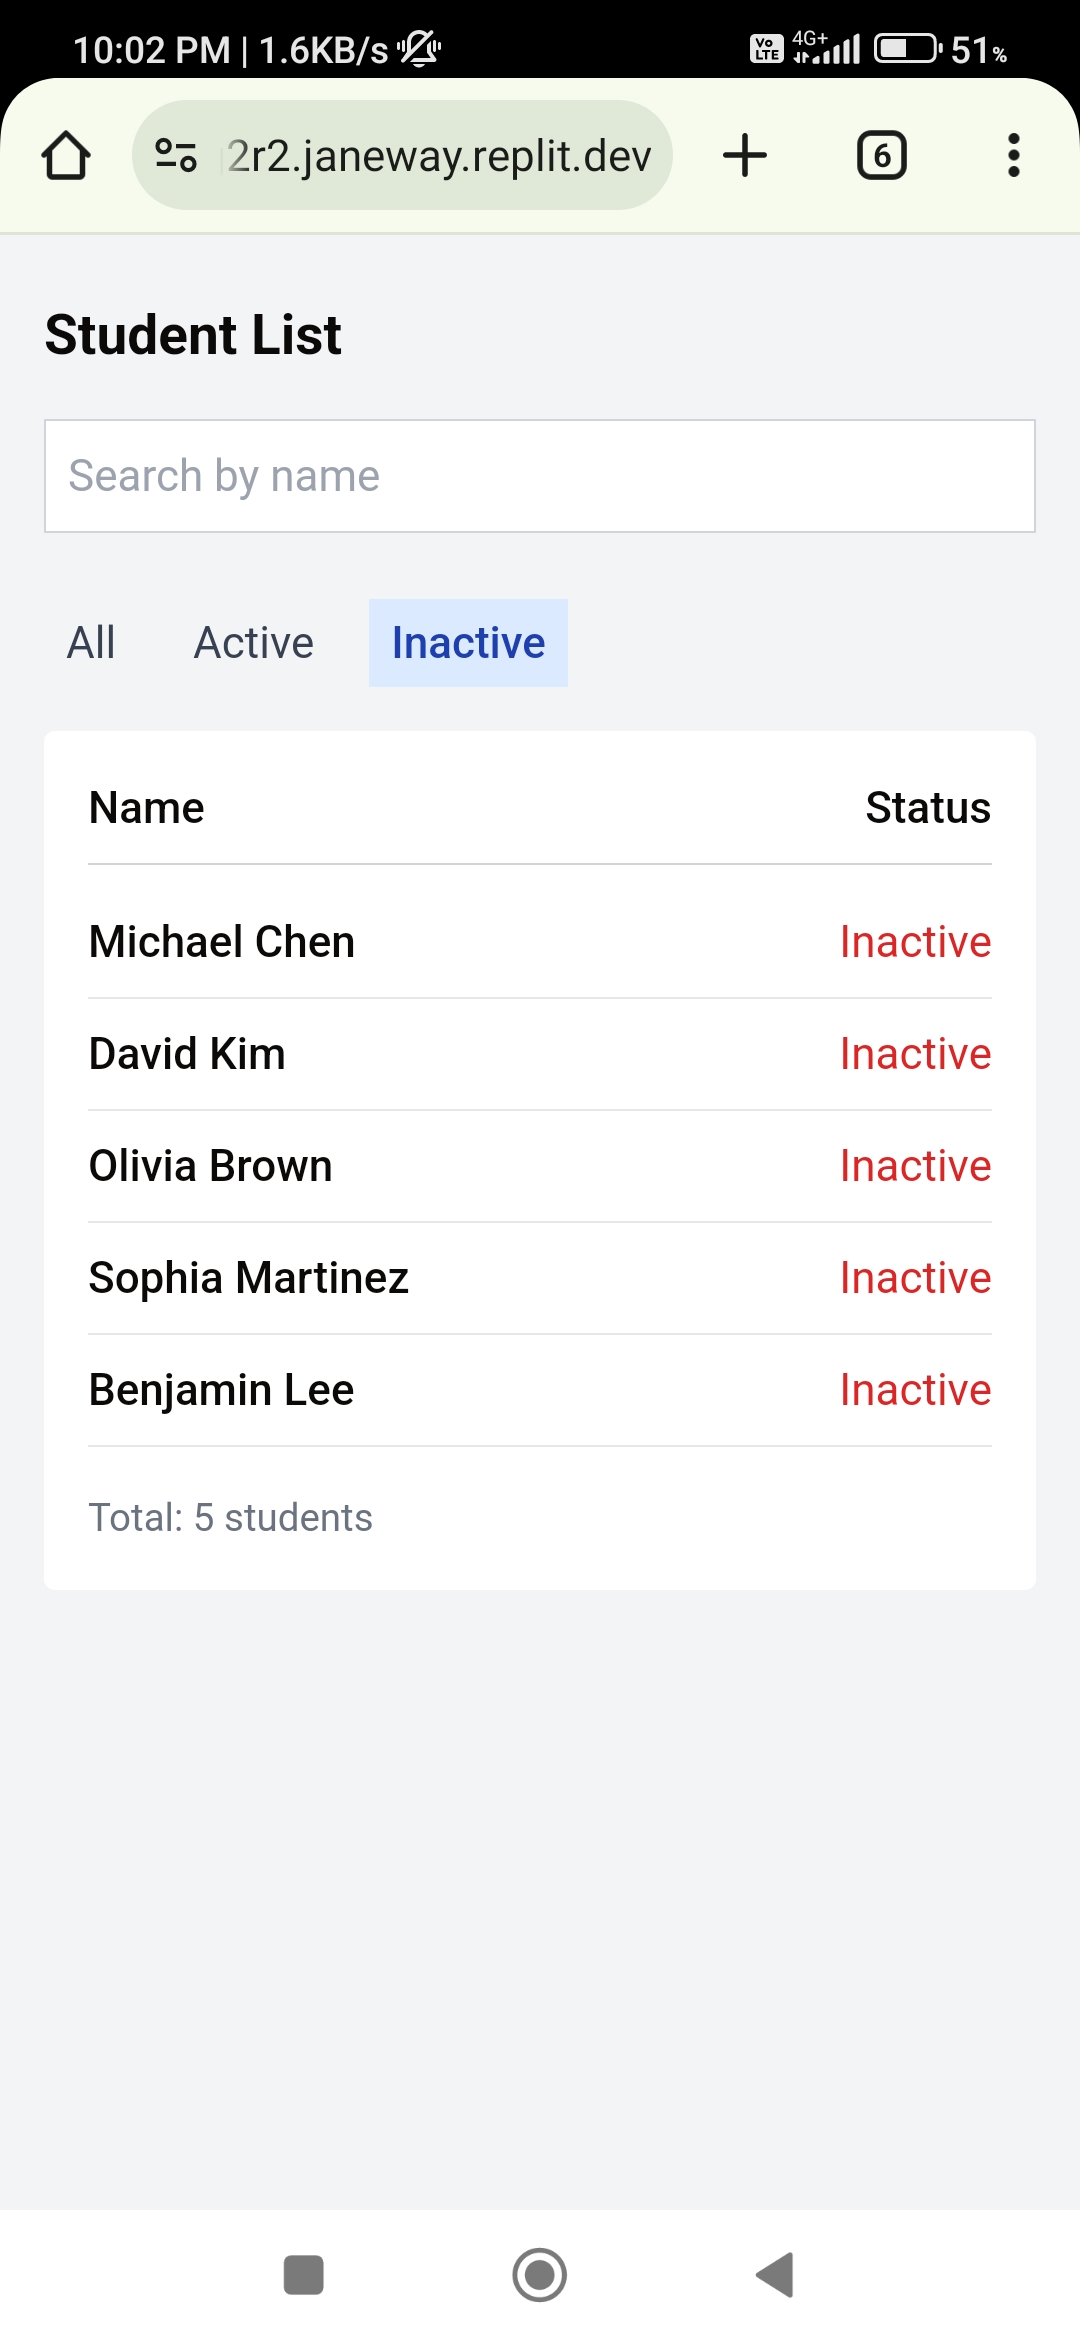 10:02 PM | 1.6KB/s Vo LTE 4G+ 51%
2r2.janeway.replit.dev 6
Student List
Search by name
All Active Inactive
Name Status
Michael Chen Inactive
David Kim Inactive
Olivia Brown Inactive
Sophia Martinez Inactive
Benjamin Lee Inactive
Total: 5 students